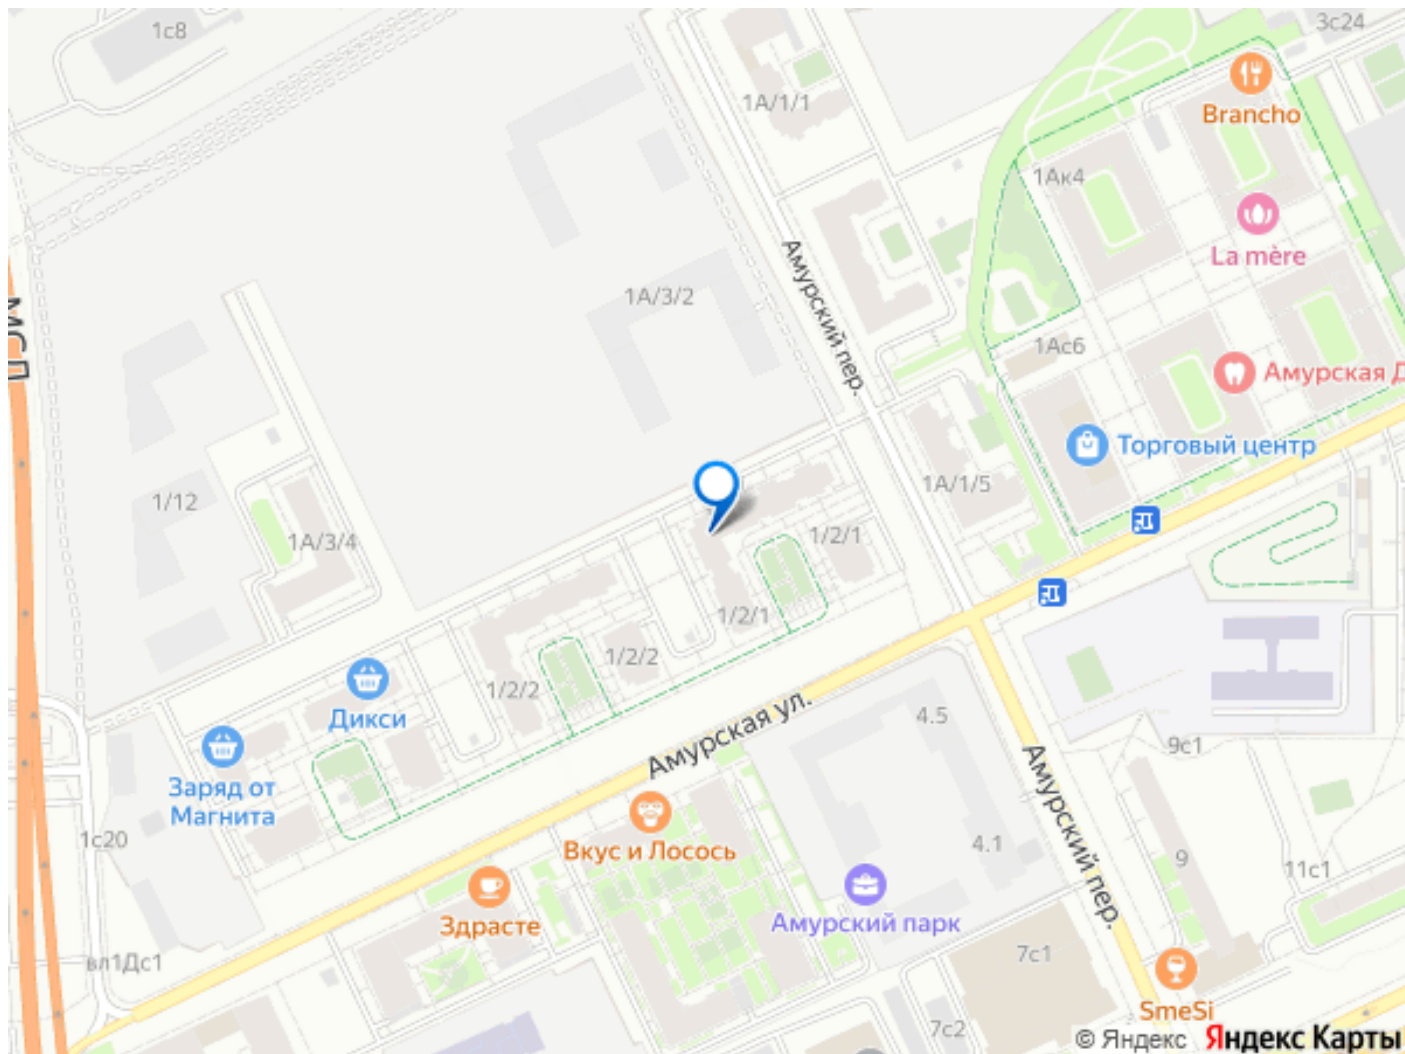 1с8
3с24
1А/1/1
Brancho
1Ак4
La mère
Амурский пер.
1А/3/2
ПСМ
1Ас6
Амурская Д
Торговый центр
1А/1/5
1/12
1А/3/4
1/2/1
1/2/1
1/2/2
1/2/2
Дикси
Амурская ул.
4.5
9с1
Заряд от
Магнита
Амурский пер.
1с20
Вкус и Лосось
4.1
9
11с1
Здрасте
Амурский парк
7с1
вл1Дс1
SmeSi
7с2
© Яндекс Яндекс Карты